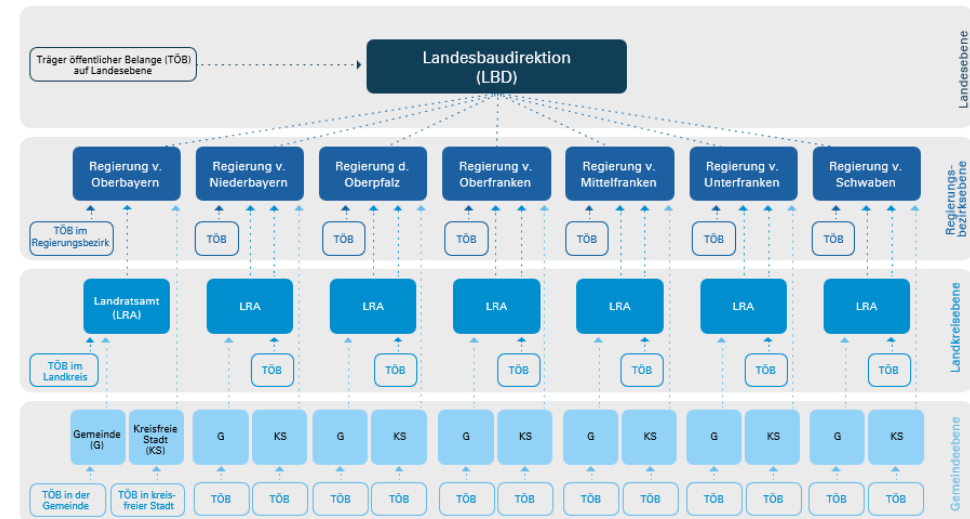 Träger öffentlicher Belange (TÖB)
auf Landesebene
Landesbaudirektion
(LBD)
Landesebene
Regierung v.
Oberbayern
Regierung v.
Niederbayern
Regierung d.
Oberpfalz
Regierung v.
Oberfranken
Regierung v.
Mittelfranken
Regierung v.
Unterfranken
Regierung v.
Schwaben
TÖB im
Regierungsbezirk
TÖB
TÖB
TÖB
TÖB
TÖB
TÖB
Regierungs-
bezirksebene
Landratsamt
(LRA)
LRA
LRA
LRA
LRA
LRA
LRA
TÖB im
Landkreis
TÖB
TÖB
TÖB
TÖB
TÖB
TÖB
Landkreisebene
Gemeinde
(G)
Kreisfreie
Stadt
(KS)
G
KS
G
KS
G
KS
G
KS
G
KS
G
KS
TÖB in der
Gemeinde
TÖB in kreis-
freier Stadt
TÖB
TÖB
TÖB
TÖB
TÖB
TÖB
TÖB
TÖB
TÖB
TÖB
TÖB
TÖB
Gemeindeebene